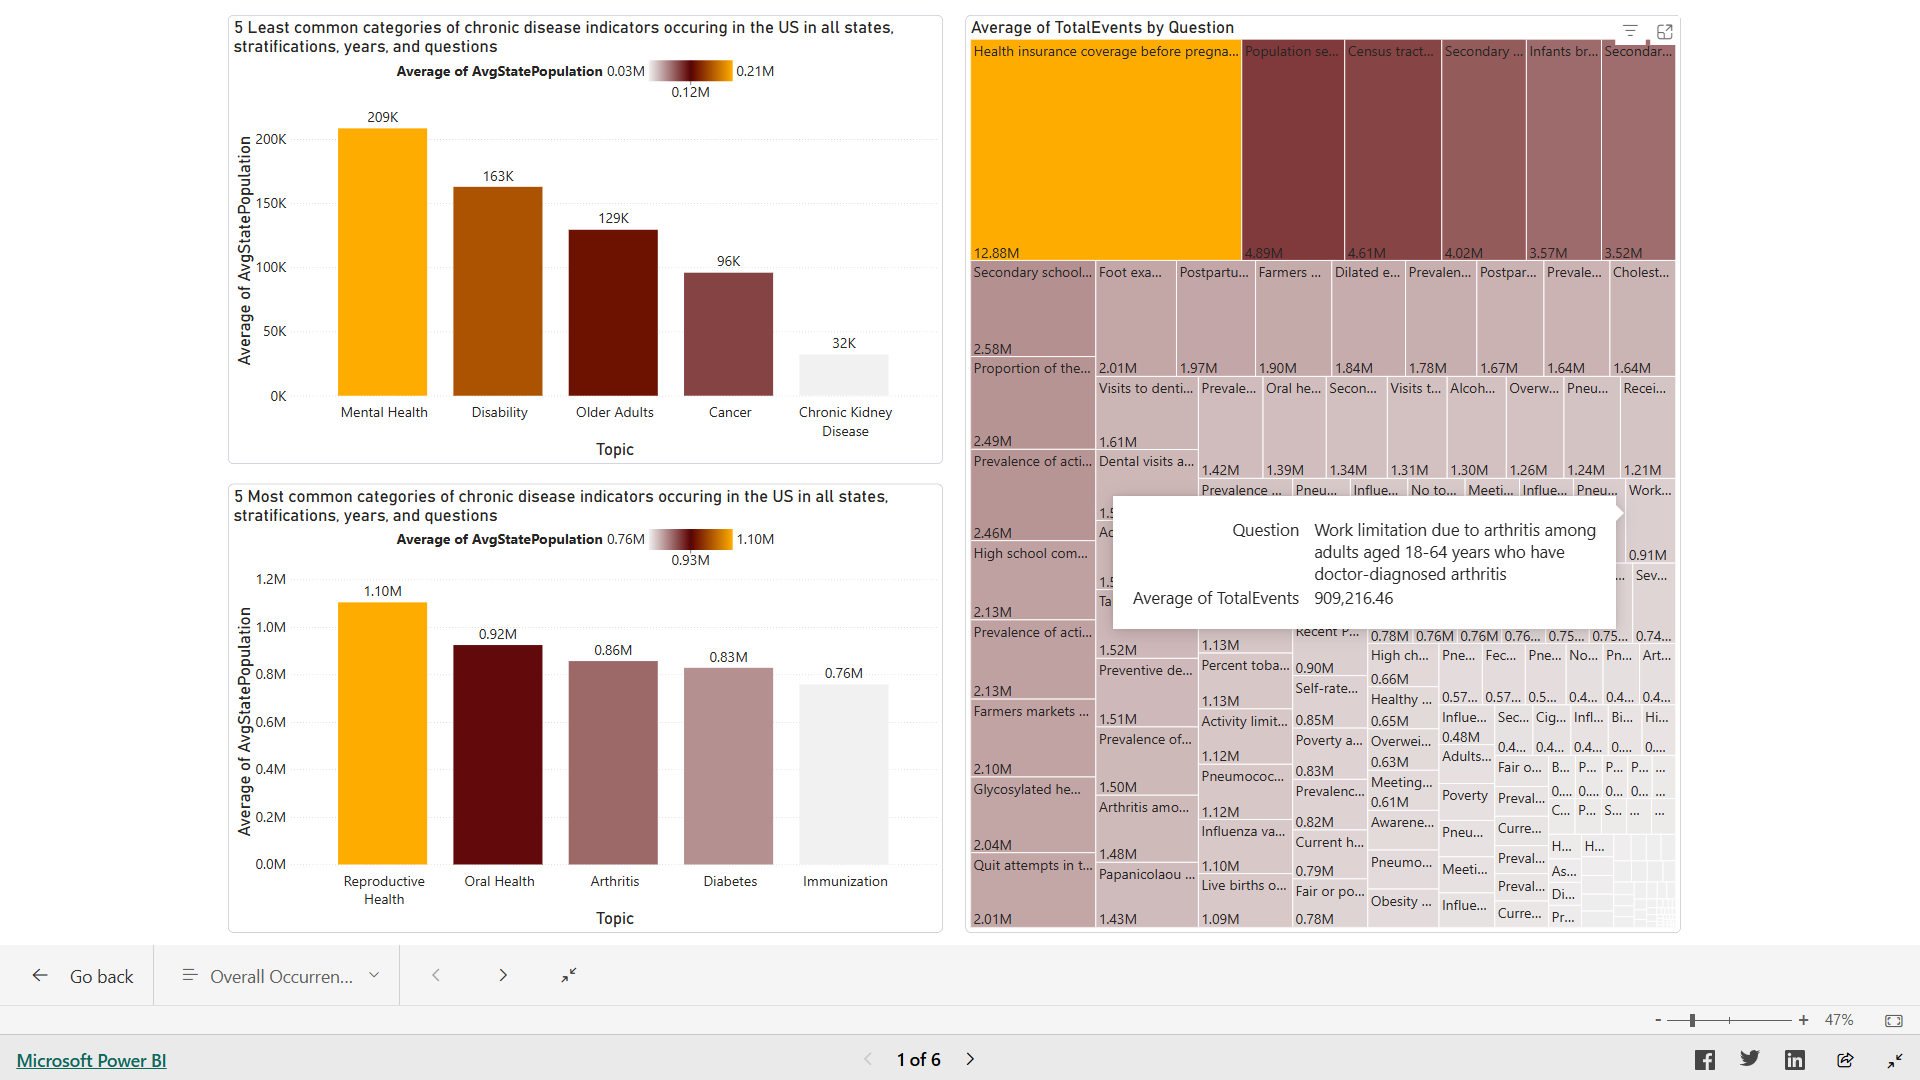 5 Least common categories of chronic disease indicators occuring in the US in all states,
stratifications, years, and questions
Average of AvgStatePopulation 0.03M 0.21M
0.12M
Average of AvgStatePopulation
200K
150K
100K
50K
0K
209K
163K
129K
96K
32K
Mental Health
Disability
Older Adults
Cancer
Chronic Kidney
Disease
Topic
5 Most common categories of chronic disease indicators occuring in the US in all states,
stratifications, years, and questions
Average of AvgStatePopulation 0.76M 1.10M
0.93M
Average of AvgStatePopulation
1.2M
1.0M
0.8M
0.6M
0.4M
0.2M
0.0M
1.10M
0.92M
0.86M
0.83M
0.76M
Reproductive
Health
Oral Health
Arthritis
Diabetes
Immunization
Topic
Average of TotalEvents by Question
Health insurance coverage before pregna... Population se... Census tract... Secondary ... Infants br... Secondar...
12.88M 4.89M 4.61M 4.02M 3.57M 3.52M
Secondary school...
2.58M
Proportion of the...
2.49M
Prevalence of acti...
2.46M
High school com...
2.13M
Prevalence of acti...
2.13M
Farmers markets ...
2.10M
Glycosylated he...
2.04M
Quit attempts in t...
2.01M
Foot exa... Postpartu... Farmers ... Dilated e... Prevalen... Postpar... Prevale... Cholest...
2.01M 1.97M 1.90M 1.84M 1.78M 1.67M 1.64M 1.64M
Visits to denti...
1.61M
Dental visits a...
1.5
Ac
1.5
Ta
1.52M
Preventive de...
1.51M
Prevalence of...
1.50M
Arthritis amo...
1.48M
Papanicolaou ...
1.43M
Prevale... Oral he... Secon... Visits t... Alcoh... Overw... Pneu... Recei...
1.42M 1.39M 1.34M 1.31M 1.30M 1.26M 1.24M 1.21M
Prevalence ... Pneu... Influe... No to... Meeti... Influe... Pneu... Work...
0.91M
Question Work limitation due to arthritis among
adults aged 18-64 years who have
doctor-diagnosed arthritis
Average of TotalEvents 909,216.46
1.13M
Percent toba...
1.13M
Activity limit...
1.12M
Pneumococ...
1.12M
Influenza va...
1.10M
Live births o...
1.09M
Recent P...
0.90M
Self-rate...
0.85M
Poverty a...
0.83M
Prevalenc...
0.82M
Current h...
0.79M
Fair or po...
0.78M
... Sev...
0.78M 0.76M 0.76M 0.76... 0.75... 0.75... 0.74...
High ch...
0.66M
Healthy ...
0.65M
Overwei...
0.63M
Meeting...
0.61M
Awarene...
Pneumo...
Obesity ...
Pne... Fec... Pne... No... Pn... Art...
0.57... 0.57... 0.5... 0.4... 0.4... 0.4...
Influe...
0.48M
Adults...
Poverty
Pneu...
Meeti...
Influe...
Sec... Cig... Infl... Bi... Hi...
0.4... 0.4... 0.4... 0.... 0....
Fair o...
Preval...
Curre...
Preval...
Preval...
Curre...
B... P... P... P... ...
0.... 0.... 0... 0... ...
C... P... S... ... ...
H... H...
As...
Di...
Pr...
Go back
Overall Occurren...
- + 47%
Microsoft Power BI
1 of 6